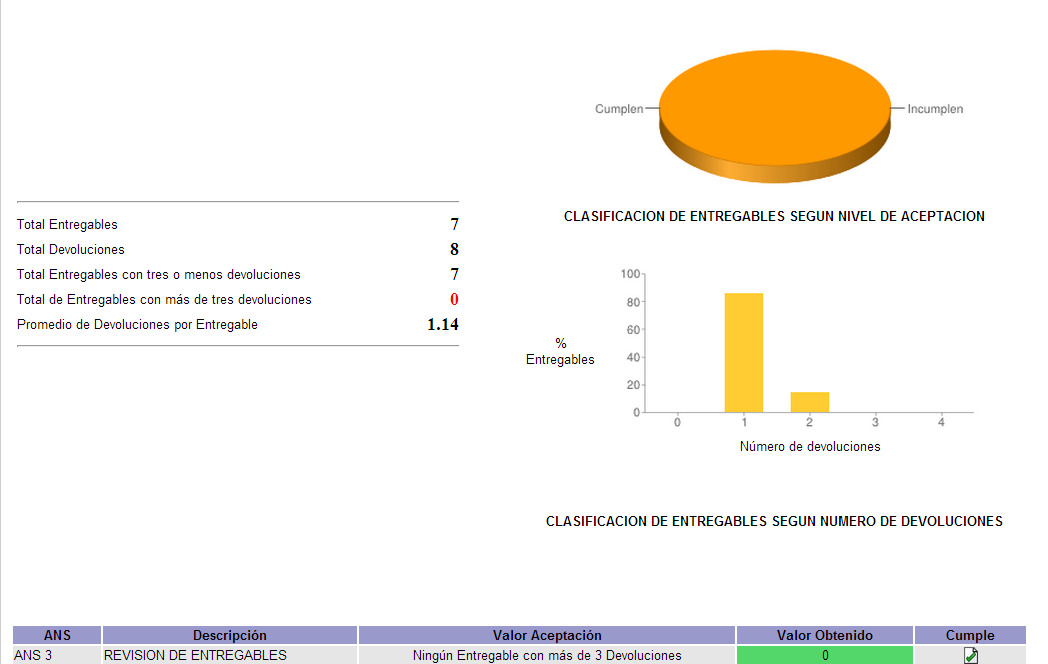 Cumplen
Incumplen
CLASIFICACION DE ENTREGABLES SEGUN NIVEL DE ACEPTACION
Total Entregables 7
Total Devoluciones 8
Total Entregables con tres o menos devoluciones 7
Total de Entregables con más de tres devoluciones 0
Promedio de Devoluciones por Entregable 1.14
100
80
60
40
20
0
%
Entregables
0 1 2 3 4
Número de devoluciones
CLASIFICACION DE ENTREGABLES SEGUN NUMERO DE DEVOLUCIONES
ANS Descripción Valor Aceptación Valor Obtenido Cumple
ANS 3 REVISION DE ENTREGABLES Ningún Entregable con más de 3 Devoluciones 0